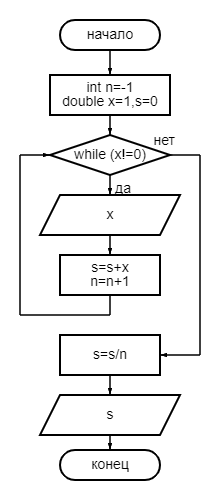 начало
int n=-1
double x=1,s=0
while (x!=0)
нет
да
x
s=s+x
n=n+1
s=s/n
s
конец